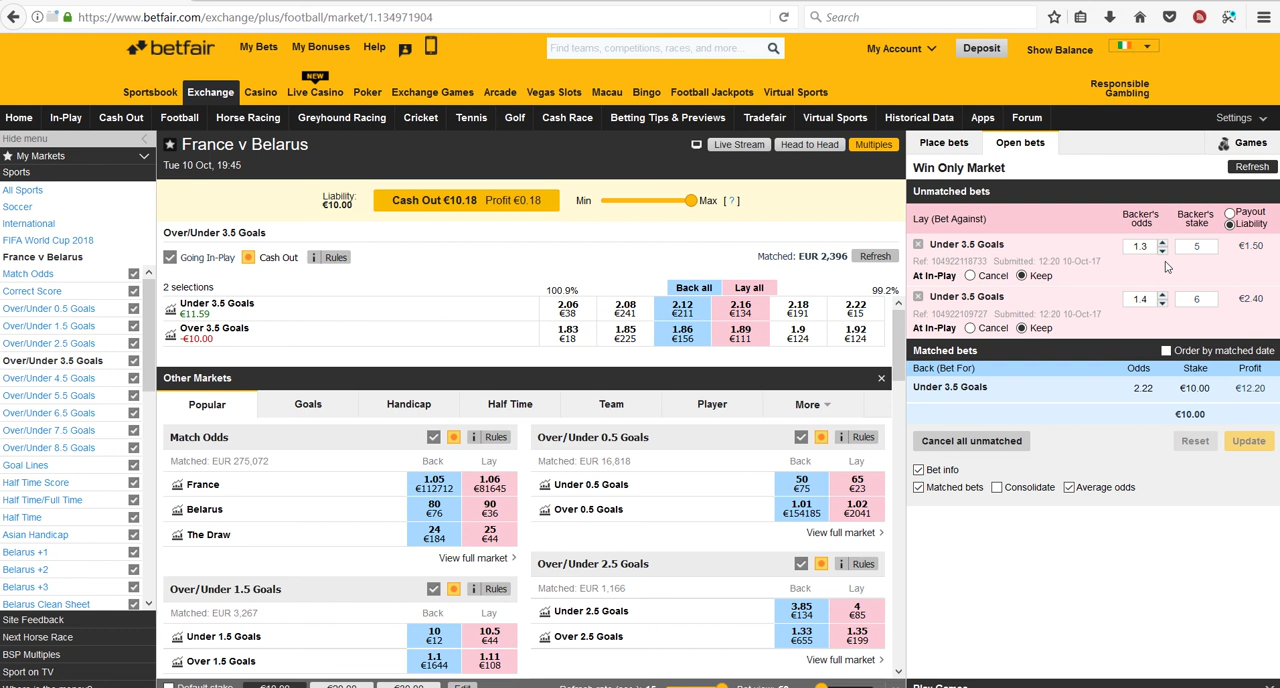 https://www.betfair.com/exchange/plus/football/market/1.134971904
Search
betfair
My Bets My Bonuses Help
Find teams, competitions, races, and more...
My Account Deposit Show Balance
NEW
Sportsbook Exchange Casino Live Casino Poker Exchange Games Arcade Vegas Slots Macau Bingo Football Jackpots Virtual Sports
Responsible Gambling
Home In-Play Cash Out Football Horse Racing Greyhound Racing Cricket Tennis Golf Cash Race Betting Tips & Previews Tradefair Virtual Sports Historical Data Apps Forum Settings
Hide menu
My Markets
Sports
All Sports
Soccer
International
FIFA World Cup 2018
France v Belarus
Match Odds
Correct Score
Over/Under 0.5 Goals
Over/Under 1.5 Goals
Over/Under 2.5 Goals
Over/Under 3.5 Goals
Over/Under 4.5 Goals
Over/Under 5.5 Goals
Over/Under 6.5 Goals
Over/Under 7.5 Goals
Over/Under 8.5 Goals
Goal Lines
Half Time Score
Half Time/Full Time
Half Time
Asian Handicap
Belarus +1
Belarus +2
Belarus +3
Belarus Clean Sheet
Site Feedback
Next Horse Race
BSP Multiples
Sport on TV
France v Belarus
Live Stream Head to Head Multiples
Tue 10 Oct, 19:45
Liability: €10.00
Cash Out €10.18 Profit €0.18
Min Max [ ? ]
Over/Under 3.5 Goals
Going In-Play Cash Out i Rules
Matched: EUR 2,396 Refresh
2 selections 100.9% Back all Lay all 99.2%
Under 3.5 Goals 2.06 2.08 2.12 2.16 2.18 2.22
€11.59 €38 €241 €211 €134 €191 €15
Over 3.5 Goals 1.83 1.85 1.86 1.89 1.9 1.92
-€10.00 €18 €225 €156 €111 €124 €124
Other Markets
Popular Goals Handicap Half Time Team Player More
Match Odds i Rules
Matched: EUR 275,072 Back Lay
France 1.05 1.06
€112712 €81645
Belarus 80 90
€76 €36
The Draw 24 25
€184 €44
View full market >
Over/Under 1.5 Goals i Rules
Matched: EUR 3,267 Back Lay
Under 1.5 Goals 10 10.5
€12 €44
Over 1.5 Goals 1.1 1.11
€1644 €108
Over/Under 0.5 Goals i Rules
Matched: EUR 16,818 Back Lay
Under 0.5 Goals 50 65
€75 €23
Over 0.5 Goals 1.01 1.02
€154185 €2041
View full market >
Over/Under 2.5 Goals i Rules
Matched: EUR 1,166 Back Lay
Under 2.5 Goals 3.85 4
€134 €85
Over 2.5 Goals 1.33 1.35
€655 €199
View full market >
Place bets Open bets Games
Win Only Market Refresh
Unmatched bets
Lay (Bet Against) Backer's odds Backer's stake Payout Liability
Under 3.5 Goals 1.3 5 €1.50
Ref: 104922118733 Submitted: 12:20 10-Oct-17
At In-Play Cancel Keep
Under 3.5 Goals 1.4 6 €2.40
Ref: 104922109727 Submitted: 12:20 10-Oct-17
At In-Play Cancel Keep
Matched bets Order by matched date
Back (Bet For) Odds Stake Profit
Under 3.5 Goals 2.22 €10.00 €12.20
€10.00
Cancel all unmatched Reset Update
Bet info
Matched bets Consolidate Average odds